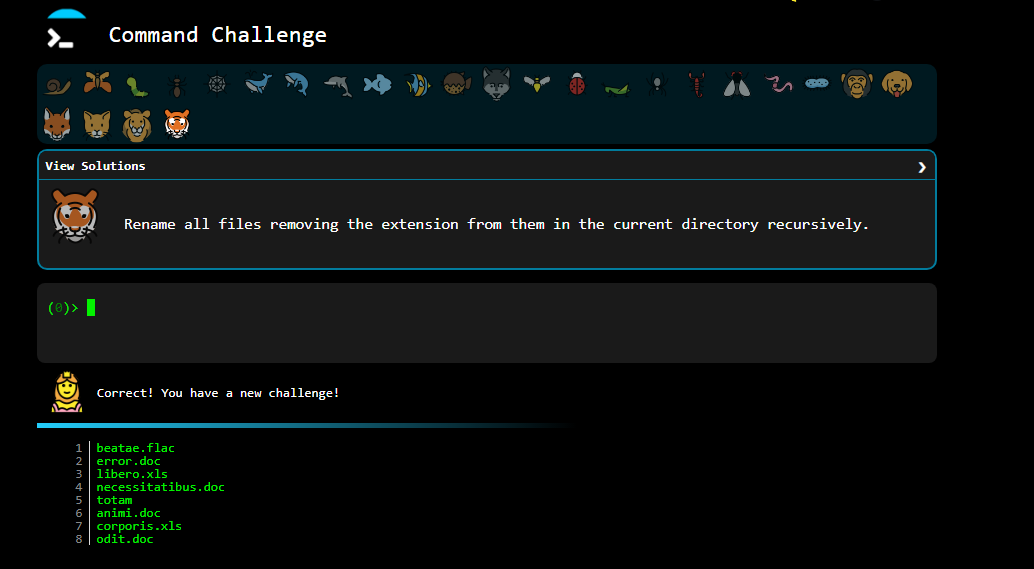 Command Challenge
View Solutions
Rename all files removing the extension from them in the current directory recursively.
(0)>
Correct! You have a new challenge!
1 beatae.flac
2 error.doc
3 libero.xls
4 necessitatibus.doc
5 totam
6 animi.doc
7 corporis.xls
8 odit.doc